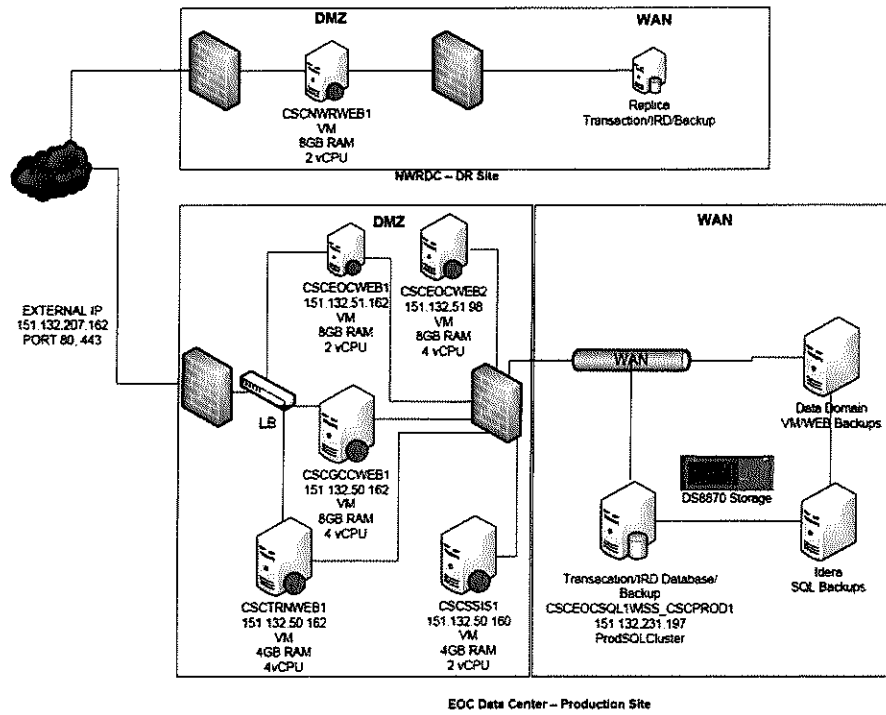 DMZ
WAN
CSCNWRWEB1
VM
8GB RAM
2 vCPU
Replica
Transaction/IRD/Backup
NWRDC – DR Site
EXTERNAL IP
151.132.207.162
PORT 80, 443
DMZ
CSCEOCWEB1
151.132.51.162
VM
8GB RAM
2 vCPU
CSCEOCWEB2
151.132.51 98
VM
8GB RAM
4 vCPU
LB
CSCGCCWEB1
151 132.50 162
VM
8GB RAM
4 vCPU
CSCTRNWEB1
151 132.50 162
VM
4GB RAM
4vCPU
CSCSSIS1
151.132.50 160
VM
4GB RAM
2 vCPU
WAN
WAN
Data Domain
VM/WEB Backups
DS8870 Storage
Transacation/IRD Database/
Backup
CSCEOCSQL1\MSS_CSCPROD1
151 132.231.197
ProdSQLCluster
Idera
SQL Backups
EOC Data Center – Production Site